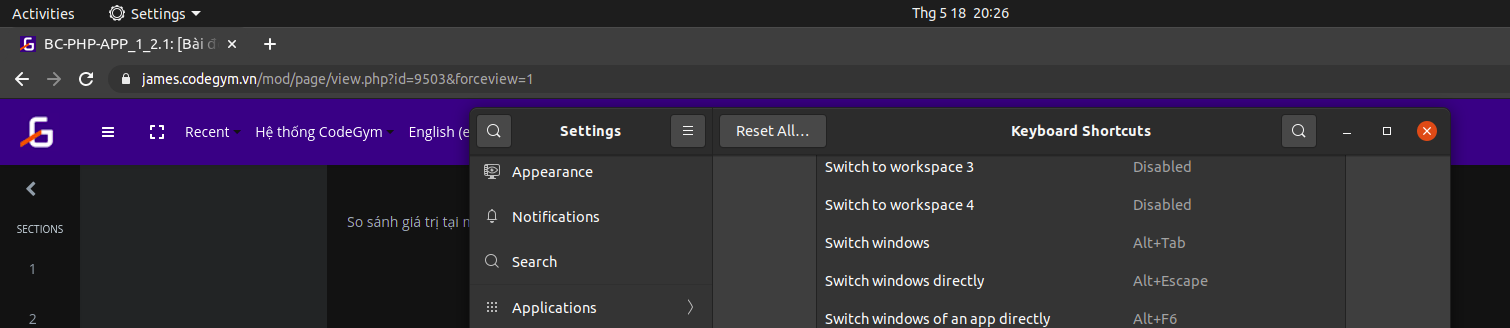 Activities
Settings
Thg 5 18 20:26
BC-PHP-APP_1_2.1: [Bài đ
james.codegym.vn/mod/page/view.php?id=9503&forceview=1
Recent
Hệ thống CodeGym
English (e
Settings
Reset All...
Keyboard Shortcuts
SECTIONS
1
2
So sánh giá trị tại
Appearance
Notifications
Search
Applications
Switch to workspace 3 Disabled
Switch to workspace 4 Disabled
Switch windows Alt+Tab
Switch windows directly Alt+Escape
Switch windows of an app directly Alt+F6